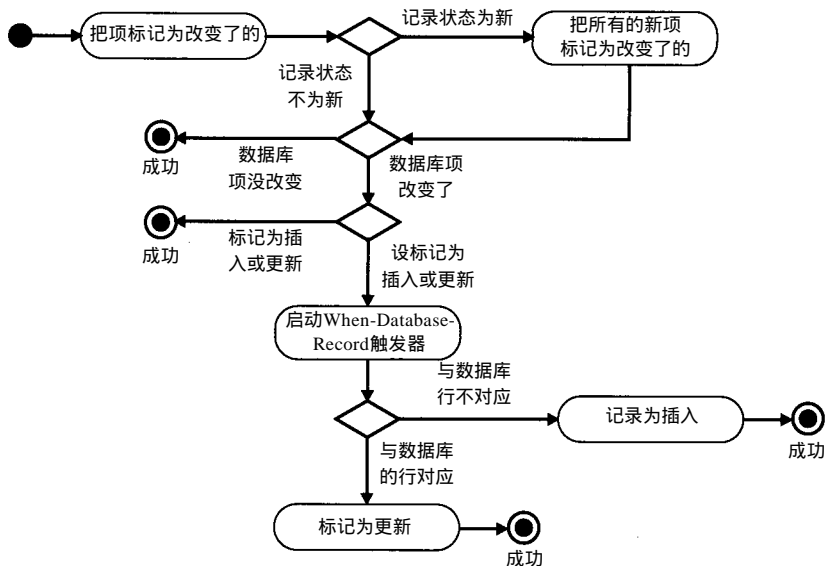 把项标记为改变了的
记录状态为新
把所有的新项
标记为改变了的
记录状态
不为新
成功
数据库
项没改变
数据库项
改变了
成功
标记为插
入或更新
设标记为
插入或更新
启动When-Database-
Record触发器
与数据库
行不对应
记录为插入
成功
与数据库
的行对应
标记为更新
成功